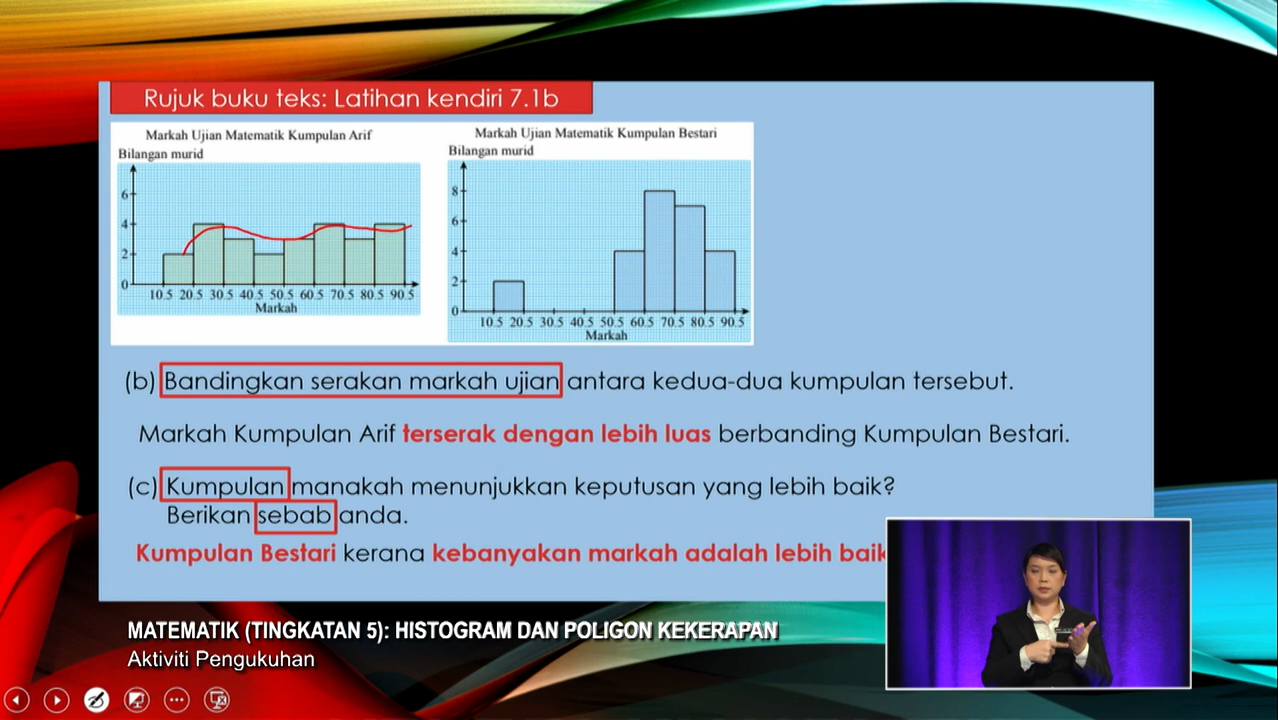 Rujuk buku teks: Latihan kendiri 7.1b
Markah Ujian Matematik Kumpulan Arif
Bilangan murid
6
4
2
0
10.5 20.5 30.5 40.5 50.5 60.5 70.5 80.5 90.5
Markah
Markah Ujian Matematik Kumpulan Bestari
Bilangan murid
8
6
4
2
0
10.5 20.5 30.5 40.5 50.5 60.5 70.5 80.5 90.5
Markah
(b) Bandingkan serakan markah ujian antara kedua-dua kumpulan tersebut.
Markah Kumpulan Arif terserak dengan lebih luas berbanding Kumpulan Bestari.
(c) Kumpulan manakah menunjukkan keputusan yang lebih baik?
Berikan sebab anda.
Kumpulan Bestari kerana kebanyakan markah adalah lebih baik
MATEMATIK (TINGKATAN 5): HISTOGRAM DAN POLIGON KEKERAPAN
Aktiviti Pengukuhan